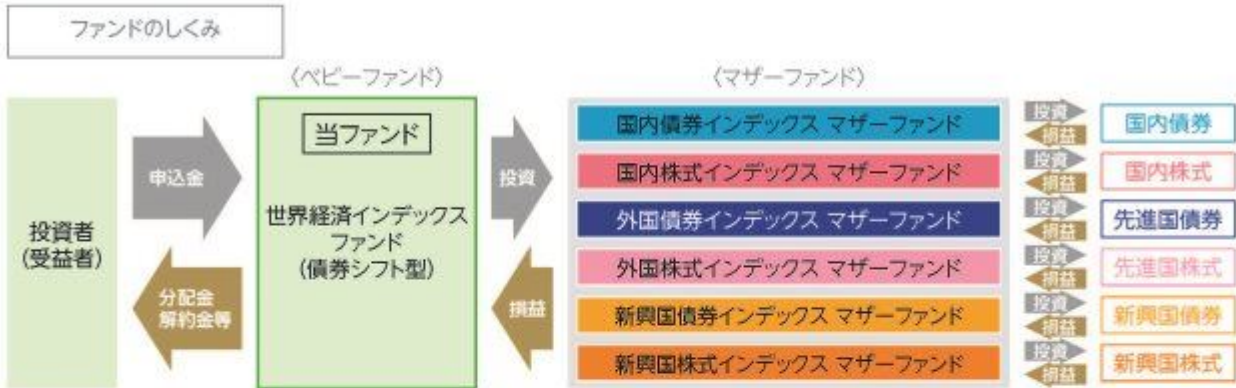 ファンドのしくみ
〈ベビーファンド〉
〈マザーファンド〉
投資者
(受益者)
申込金
分配金
解約金等
当ファンド
世界経済インデックス
ファンド
(債券シフト型)
投資
損益
国内債券インデックス マザーファンド
投資
損益
国内債券
国内株式インデックス マザーファンド
投資
損益
国内株式
外国債券インデックス マザーファンド
投資
損益
先進国債券
外国株式インデックス マザーファンド
投資
損益
先進国株式
新興国債券インデックス マザーファンド
投資
損益
新興国債券
新興国株式インデックス マザーファンド
投資
損益
新興国株式